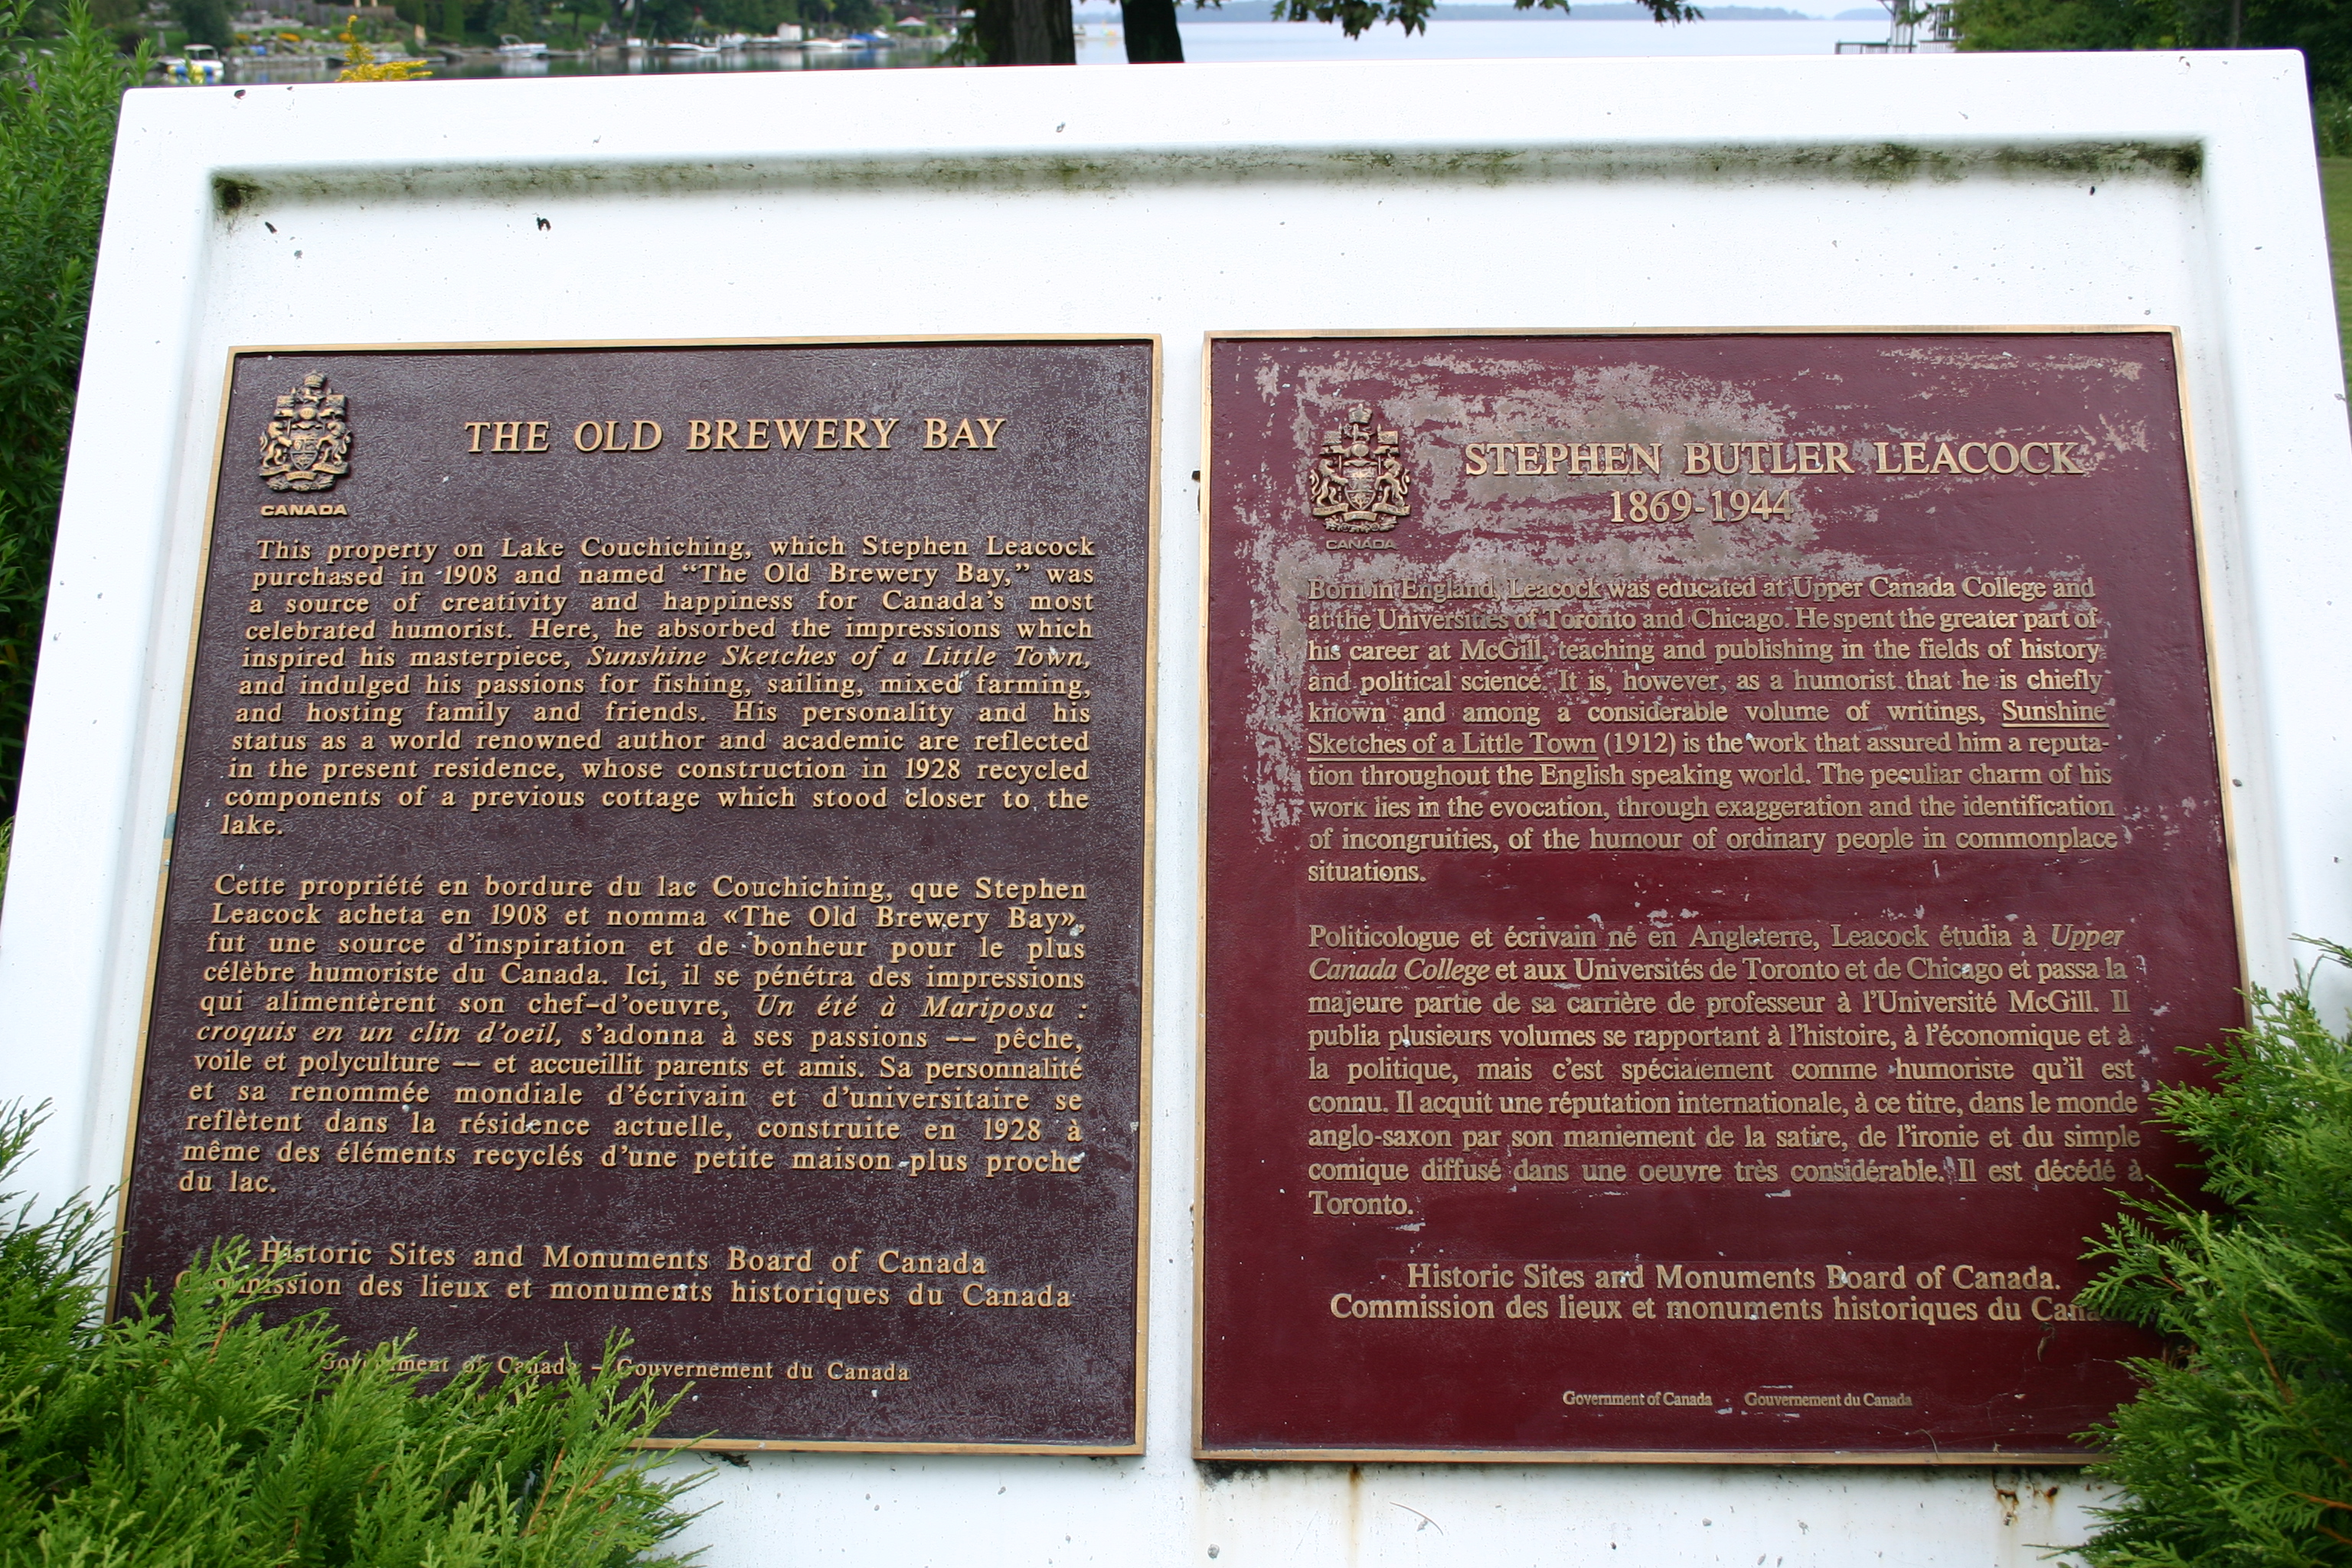 CANADA
THE OLD BREWERY BAY
This property on Lake Couchiching, which Stephen Leacock
purchased in 1908 and named “The Old Brewery Bay,” was
a source of creativity and happiness for Canada’s most
celebrated humorist. Here, he absorbed the impressions which
inspired his masterpiece, Sunshine Sketches of a Little Town,
and indulged his passions for fishing, sailing, mixed farming,
and hosting family and friends. His personality and his
status as a world renowned author and academic are reflected
in the present residence, whose construction in 1928 recycled
components of a previous cottage which stood closer to the
lake.
Cette propriété en bordure du lac Couchiching, que Stephen
Leacock acheta en 1908 et nomma «The Old Brewery Bay»,
fut une source d’inspiration et de bonheur pour le plus
célèbre humoriste du Canada. Ici, il se pénétra des impressions
qui alimentèrent son chef-d’oeuvre, Un été à Mariposa :
croquis en un clin d’oeil, s’adonna à ses passions -- pêche,
voile et polyculture -- et accueillit parents et amis. Sa personnalité
et sa renommée mondiale d’écrivain et d’universitaire se
reflètent dans la résidence actuelle, construite en 1928 à
même des éléments recyclés d’une petite maison plus proche
du lac.
Historic Sites and Monuments Board of Canada
Commission des lieux et monuments historiques du Canada
Government of Canada – Gouvernement du Canada
CANADA
STEPHEN BUTLER LEACOCK
1869-1944
Born in England, Leacock was educated at Upper Canada College and
at the Universities of Toronto and Chicago. He spent the greater part of
his career at McGill, teaching and publishing in the fields of history
and political science. It is, however, as a humorist that he is chiefly
known and among a considerable volume of writings, Sunshine
Sketches of a Little Town (1912) is the work that assured him a reputa-
tion throughout the English speaking world. The peculiar charm of his
work lies in the evocation, through exaggeration and the identification
of incongruities, of the humour of ordinary people in commonplace
situations.
Politicologue et écrivain né en Angleterre, Leacock étudia à Upper
Canada College et aux Universités de Toronto et de Chicago et passa la
majeure partie de sa carrière de professeur à l’Université McGill. Il
publia plusieurs volumes se rapportant à l’histoire, à l’économique et à
la politique, mais c’est spécialement comme humoriste qu’il est
connu. Il acquit une réputation internationale, à ce titre, dans le monde
anglo-saxon par son maniement de la satire, de l’ironie et du simple
comique diffusé dans une oeuvre très considérable. Il est décédé à
Toronto.
Historic Sites and Monuments Board of Canada.
Commission des lieux et monuments historiques du Canada
Government of Canada Gouvernement du Canada